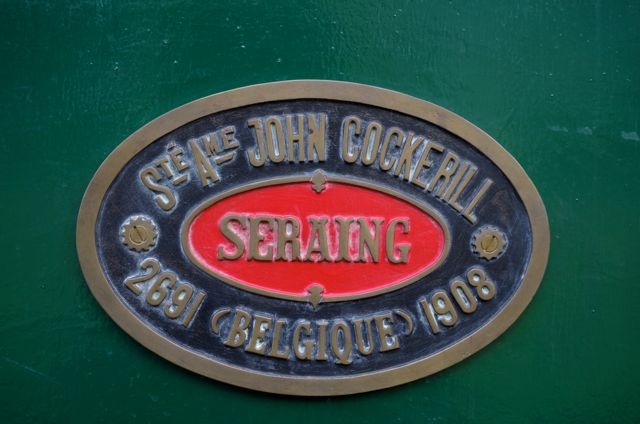 STÉ AME JOHN COCKERILL
SERAING
2691 (BELGIQUE) 1908